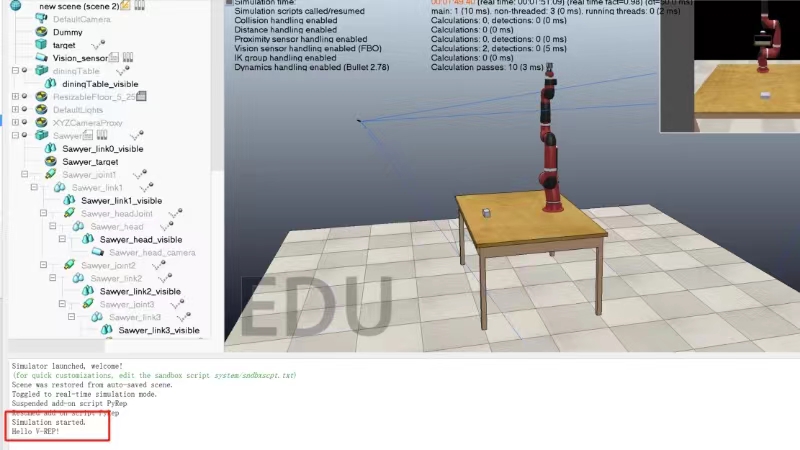 new scene (scene 2)
DefaultCamera
Dummy
target
Vision_sensor
diningTable
diningTable_visible
ResizableFloor_5_25
DefaultLights
XYZCameraProxy
Sawyer
Sawyer_link0_visible
Sawyer_target
Sawyer_joint1
Sawyer_link1
Sawyer_link1_visible
Sawyer_headJoint
Sawyer_head
Sawyer_head_visible
Sawyer_head_camera
Sawyer_joint2
Sawyer_link2
Sawyer_link2_visible
Sawyer_joint3
Sawyer_link3
Sawyer_link3_visible
Simulation time: 00:01:49.40 (real time: 00:01:51.09) (real time fact=0.98) (dt=50.0 ms)
Simulation scripts called/resumed main: 1 (10 ms), non-threaded: 3 (0 ms), running threads: 0 (2 ms)
Collision handling enabled Calculations: 0, detections: 0 (0 ms)
Distance handling enabled Calculations: 0 (0 ms)
Proximity sensor handling enabled Calculations: 0, detections: 0 (0 ms)
Vision sensor handling enabled (FBO) Calculations: 2, detections: 0 (5 ms)
IK group handling enabled Calculations: 0 (0 ms)
Dynamics handling enabled (Bullet 2.78) Calculation passes: 10 (3 ms)
EDU
Simulator launched, welcome!
(for quick customizations, edit the sandbox script system/sndbxscpt.txt)
Scene was restored from auto-saved scene.
Toggled to real-time simulation mode.
Suspended add-on script PyRep
Resumed add-on script PyRep
Simulation started.
Hello V-REP!